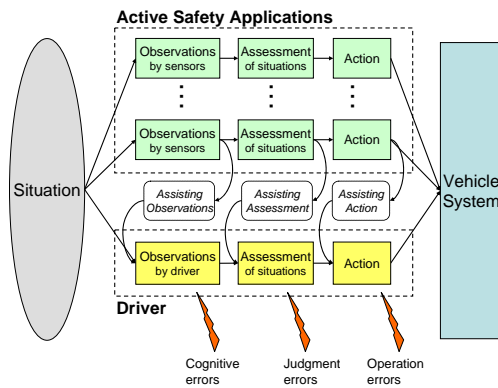 Active Safety Applications
Observations
by sensors
Assessment
of situations
Action
Observations
by sensors
Assessment
of situations
Action
Situation
Assisting
Observations
Assisting
Assessment
Assisting
Action
Vehicle
System
Observations
by driver
Assessment
of situations
Action
Driver
Cognitive
errors
Judgment
errors
Operation
errors